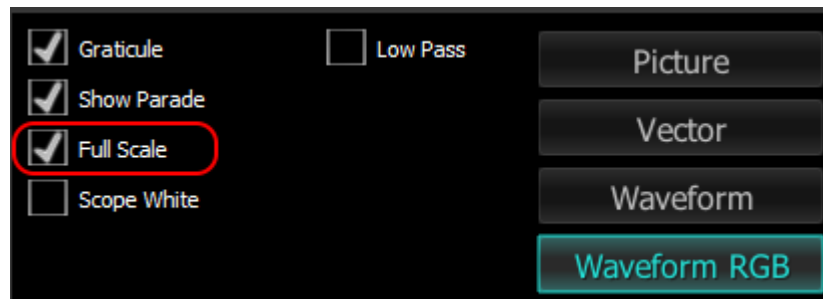 Graticule
Show Parade
Full Scale
Scope White
Low Pass
Picture
Vector
Waveform
Waveform RGB